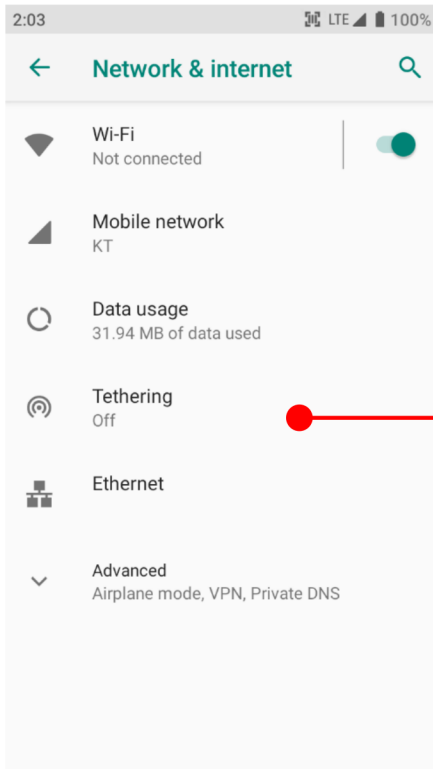 2:03 LTE 100%
Network & internet
Wi-Fi
Not connected
Mobile network
KT
Data usage
31.94 MB of data used
Tethering
Off
Ethernet
Advanced
Airplane mode, VPN, Private DNS